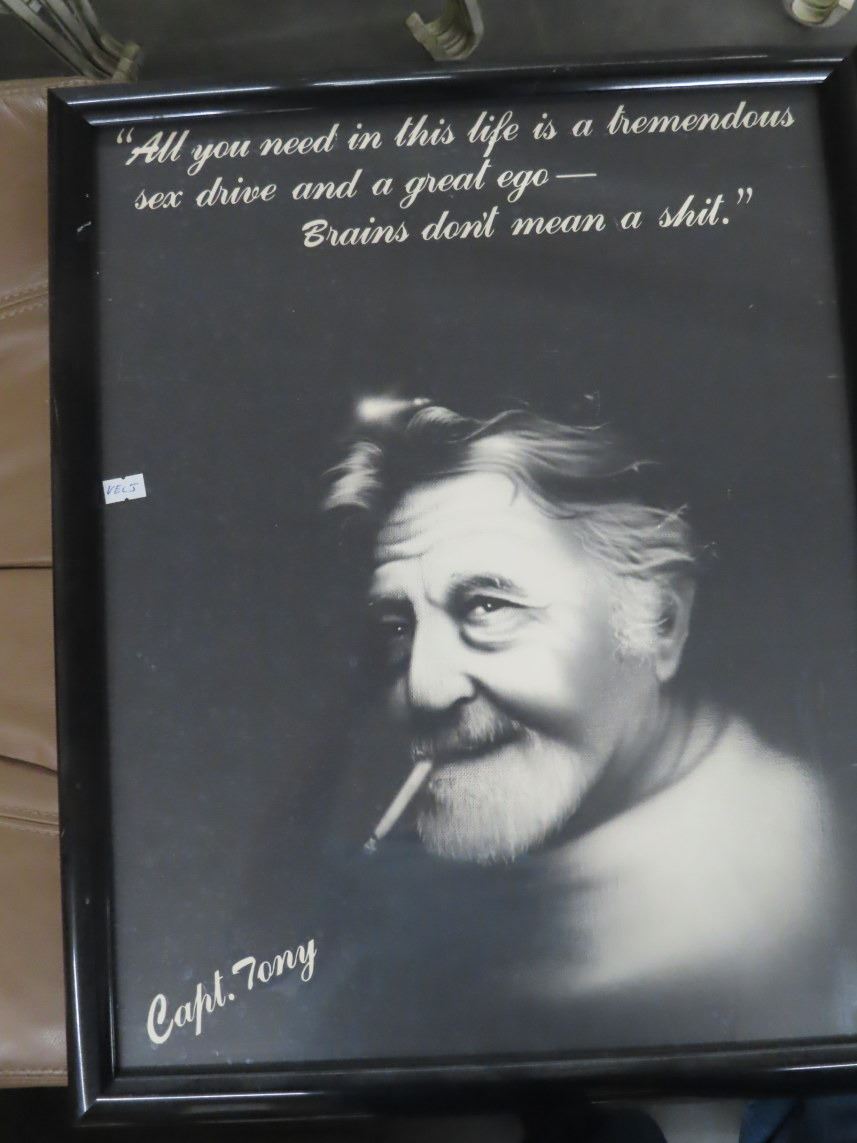 “All you need in this life is a tremendous
sex drive and a great ego—
Brains don't mean a shit.”
VEC5
Capt. Tony